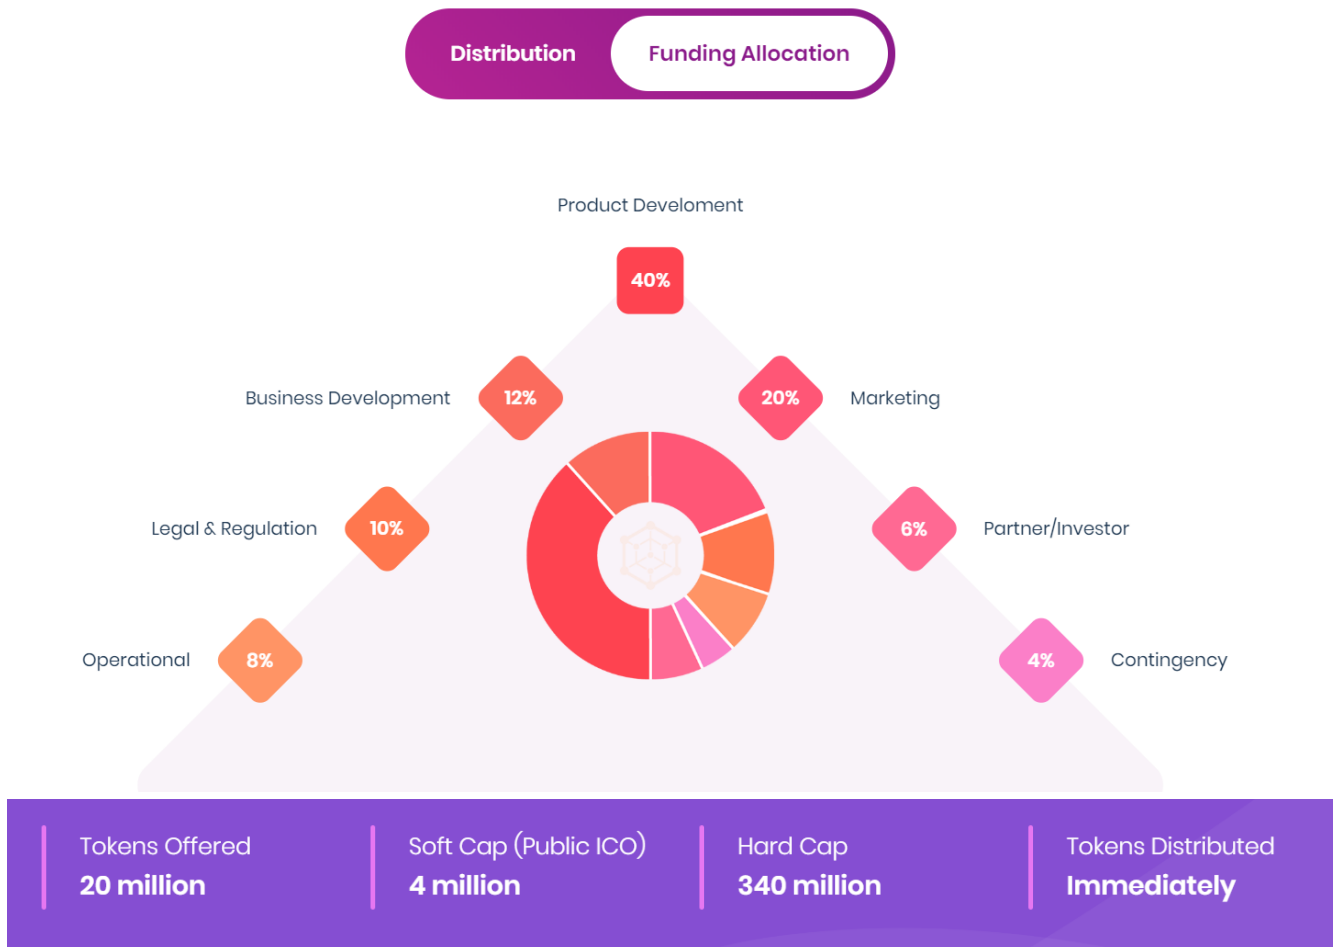 Distribution
Funding Allocation
Product Develoment
40%
Business Development
12%
20%
Marketing
Legal & Regulation
10%
6%
Partner/Investor
Operational
8%
4%
Contingency
Tokens Offered
20 million
Soft Cap (Public ICO)
4 million
Hard Cap
340 million
Tokens Distributed
Immediately